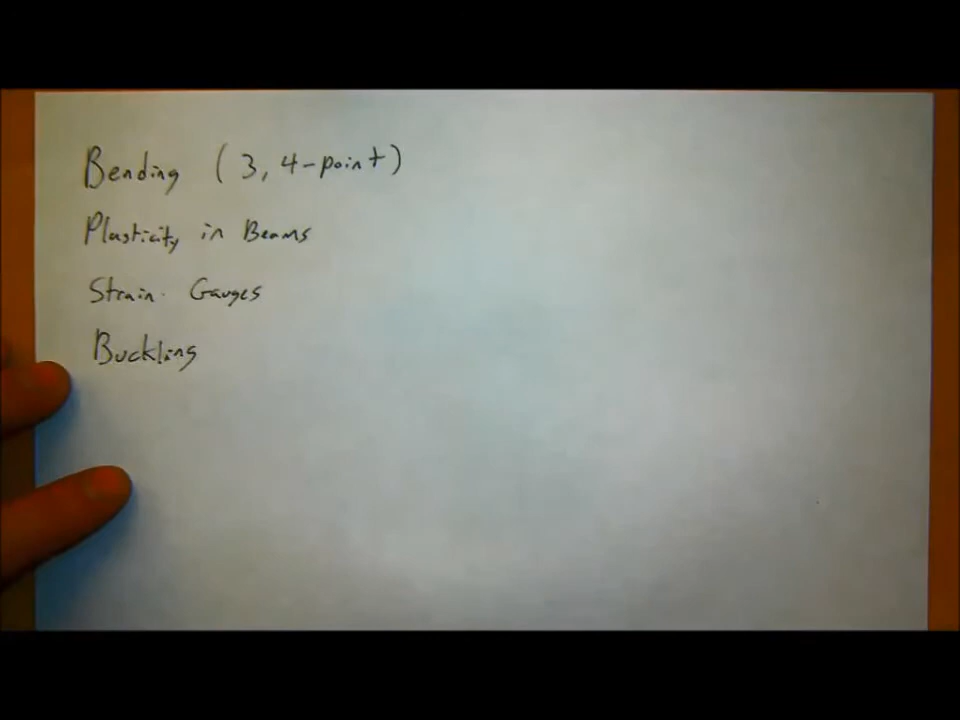 Bending (3, 4-point)
Plasticity in Beams
Strain Gauges
Buckling